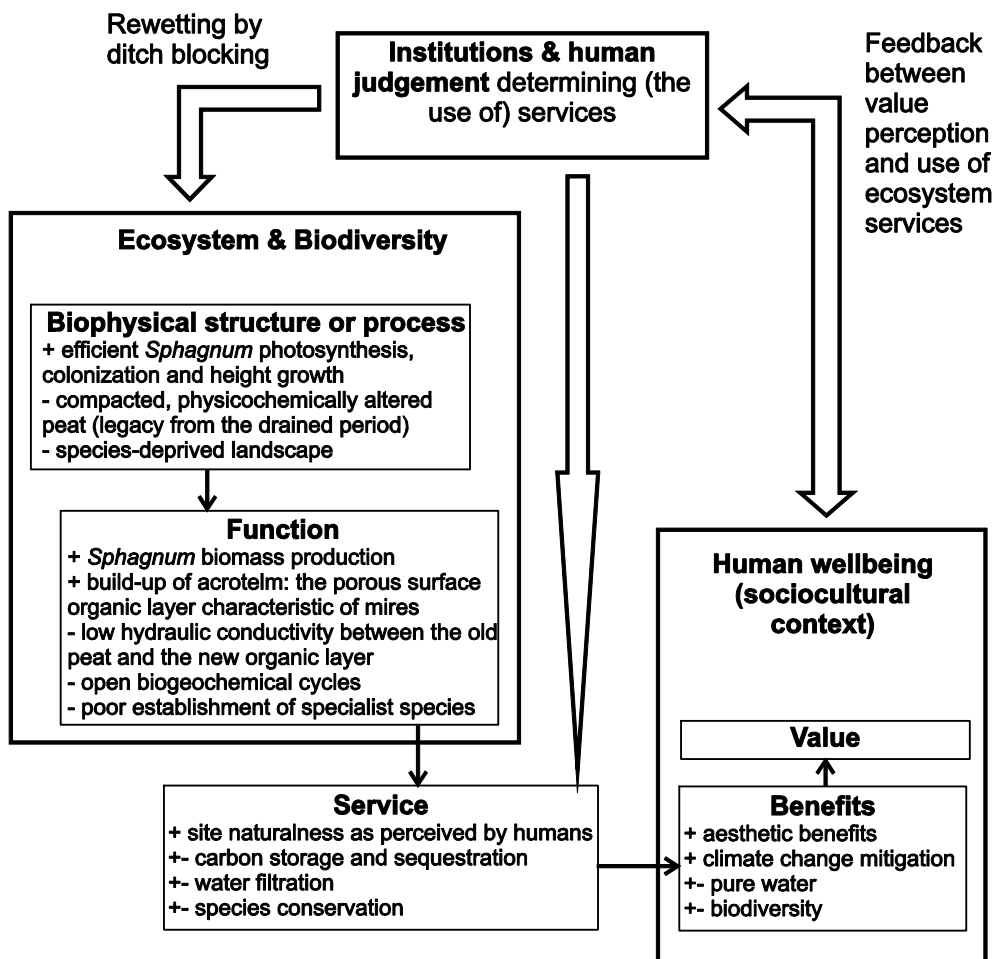 Rewetting by
ditch blocking
Institutions & human
judgement determining (the
use of) services
Feedback
between
value
perception
and use of
ecosystem
services
Ecosystem & Biodiversity
Biophysical structure or process
+ efficient Sphagnum photosynthesis,
colonization and height growth
- compacted, physicochemically altered
peat (legacy from the drained period)
- species-deprived landscape
Function
+ Sphagnum biomass production
+ build-up of acrotelm: the porous surface
organic layer characteristic of mires
- low hydraulic conductivity between the old
peat and the new organic layer
- open biogeochemical cycles
- poor establishment of specialist species
Service
+ site naturalness as perceived by humans
+- carbon storage and sequestration
+- water filtration
+- species conservation
Human wellbeing
(sociocultural
context)
Value
Benefits
+ aesthetic benefits
+ climate change mitigation
+- pure water
+- biodiversity